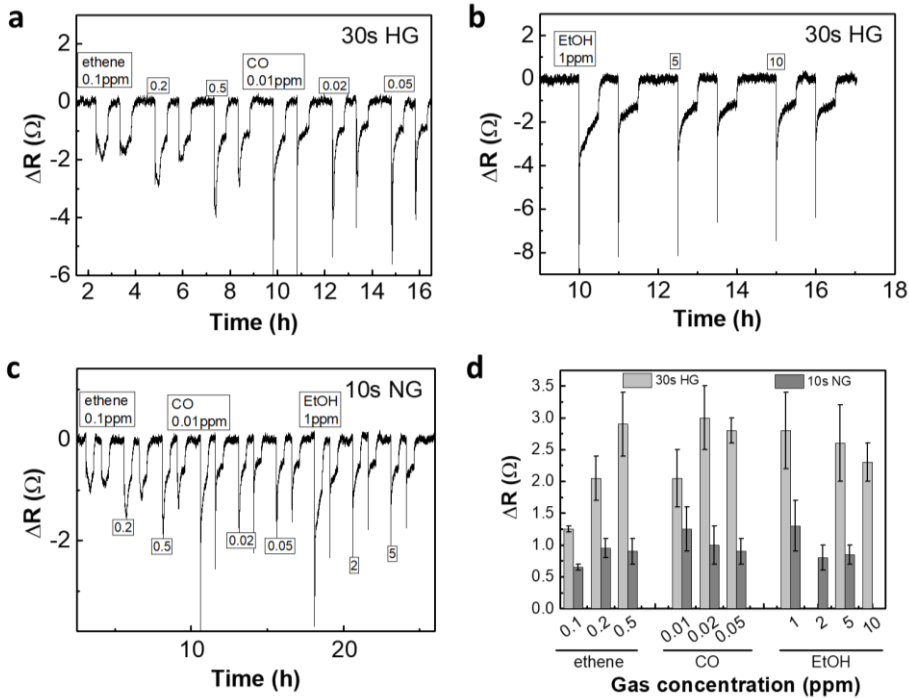 a
30s HG
ethene
0.1ppm
0.2
0.5
CO
0.01ppm
0.02
0.05
2
0
-2
-4
-6
ΔR (Ω)
2 4 6 8 10 12 14 16
Time (h)
b
30s HG
EtOH
1ppm
5
10
2
0
-2
-4
-6
-8
ΔR (Ω)
10 12 14 16 18
Time (h)
c
10s NG
ethene
0.1ppm
CO
0.01ppm
EtOH
1ppm
0.2
0.5
0.02
0.05
2
5
0
-2
ΔR (Ω)
10 20
Time (h)
d
30s HG 10s NG
3.5
3.0
2.5
2.0
1.5
1.0
0.5
0.0
ΔR (Ω)
0.1 0.2 0.5 0.01 0.02 0.05 1 2 5 10
ethene CO EtOH
Gas concentration (ppm)